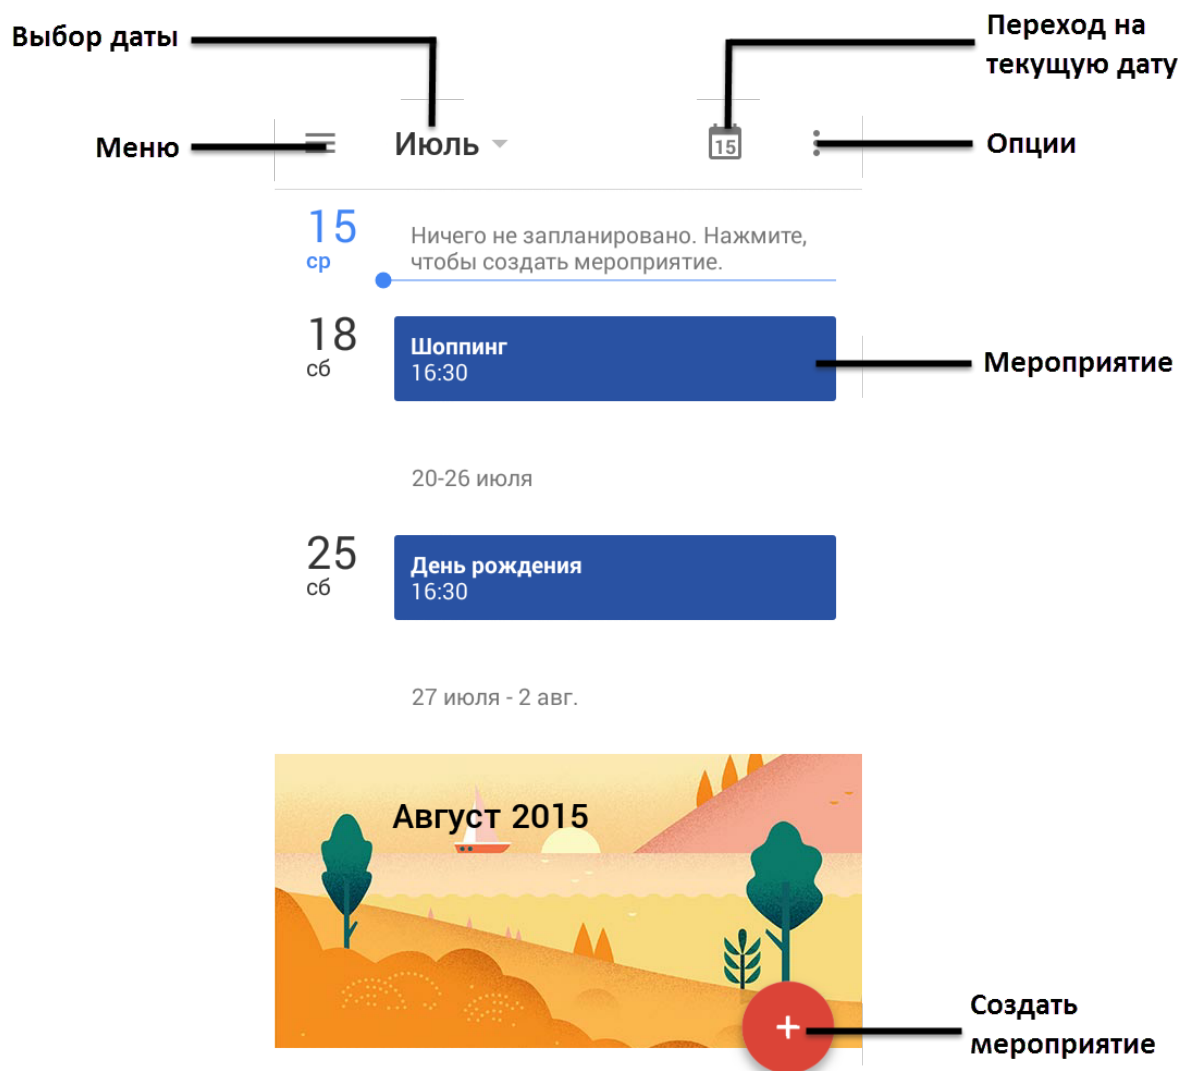 Выбор даты
Переход на
текущую дату
Меню
Июль
15
Опции
15
ср
Ничего не запланировано. Нажмите,
чтобы создать мероприятие.
18
сб
Шоппинг
16:30
Мероприятие
20-26 июля
25
сб
День рождения
16:30
27 июля - 2 авг.
Август 2015
+
Создать
мероприятие